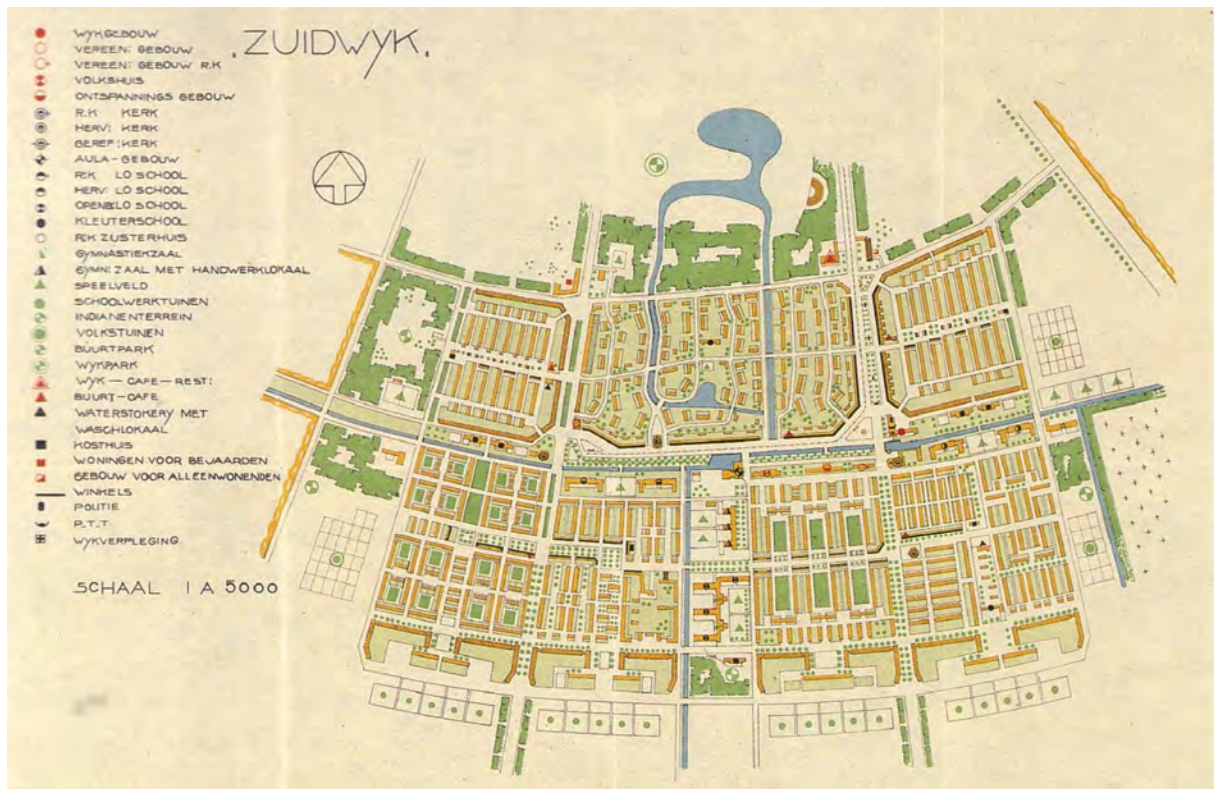 .ZUIDWYK.
WYKGEBOUW
VEREEN: GEBOUW
VEREEN: GEBOUW R.K
VOLKSHUIS
ONTSPANNINGS GEBOUW
R.K KERK
HERV: KERK
GEREF: KERK
AULA-GEBOUW
R.K LO SCHOOL
HERV: LO SCHOOL
OPENB: LO SCHOOL
KLEUTERSCHOOL
R.K ZUSTERHUIS
GYMNASTIEKZAAL
GYMN: ZAAL MET HANDWERKLOKAAL
SPEELVELD
SCHOOLWERKTUINEN
INDIANENTERREIN
VOLKSTUINEN
BUURTPARK
WYKPARK
WYK-CAFE-REST:
BUURT-CAFE
WATERSTOKERY MET
WASCHLOKAAL
KOSTHUIS
WONINGEN VOOR BEJAARDEN
GEBOUW VOOR ALLEENWONENDEN
WINKELS
POLITIE
P.T.T
WYKVERPLEGING
SCHAAL 1 A 5000